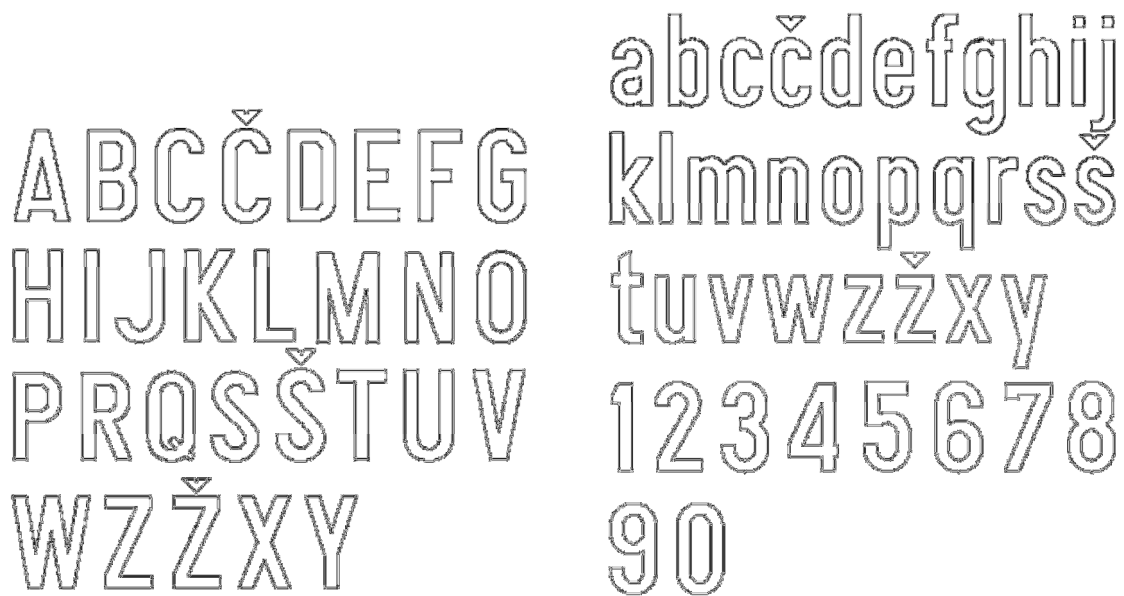 ABCČDEFG
HIJKLMNO
PRQSŠTUV
WZŽXY
abcčdefghij
klmnopqrsš
tuvwzžxy
12345678
90